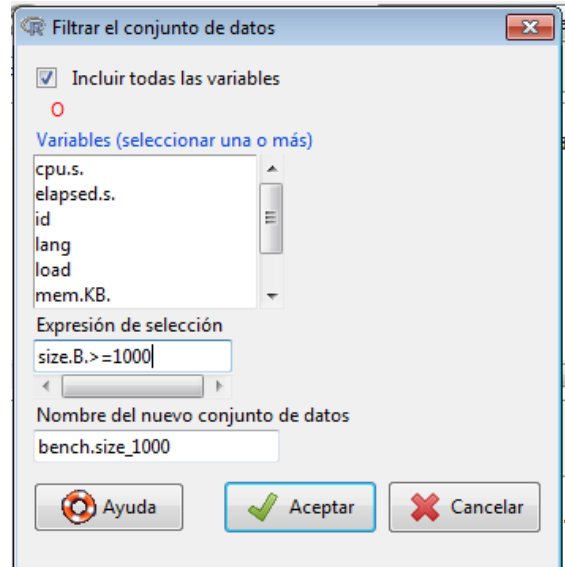 Filtrar el conjunto de datos
Incluir todas las variables
O
Variables (seleccionar una o más)
cpu.s.
elapsed.s.
id
lang
load
mem.KB.
Expresión de selección
size.B.>=1000
Nombre del nuevo conjunto de datos
bench.size_1000
Ayuda
Aceptar
Cancelar